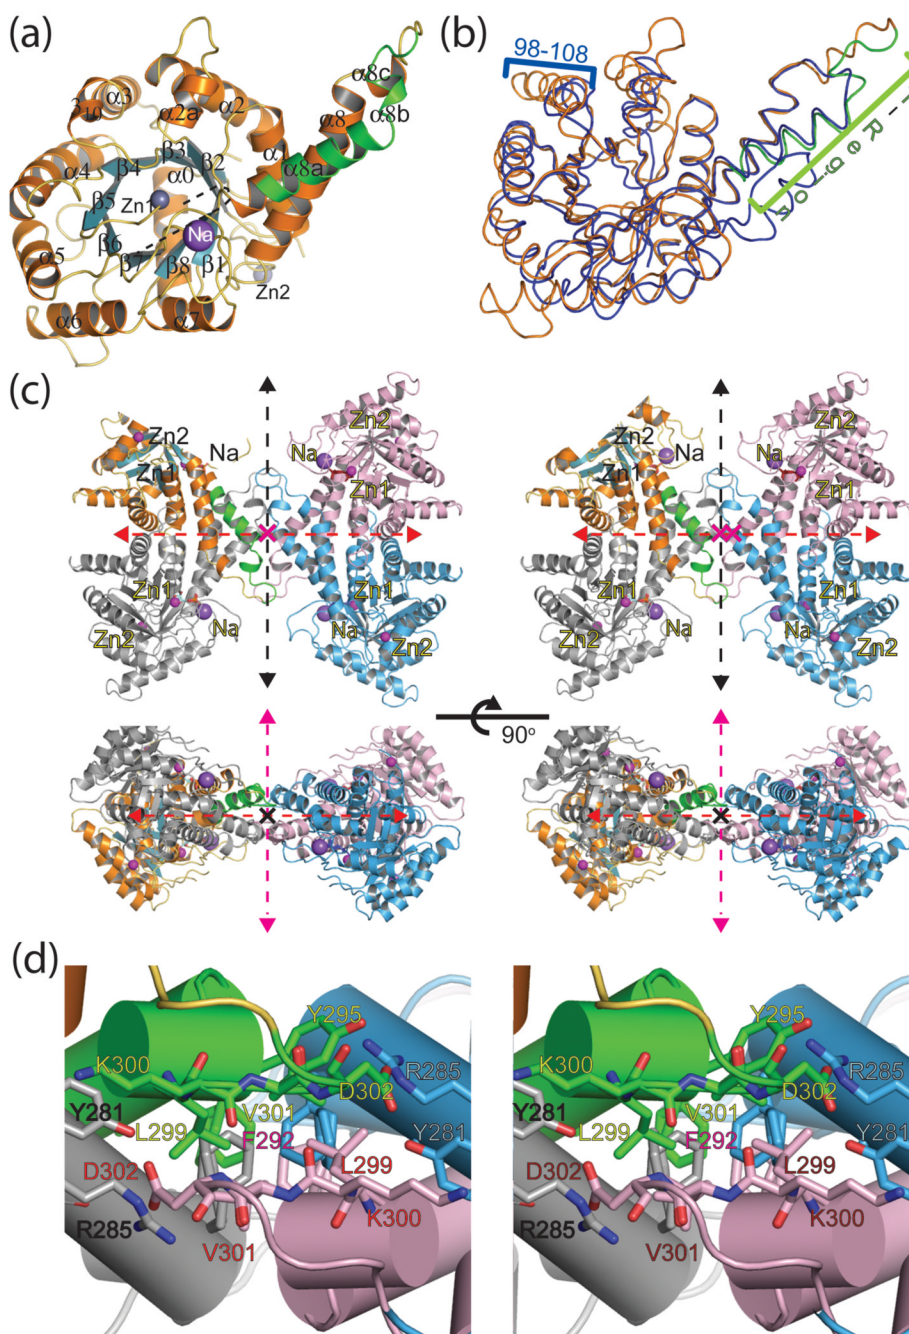 (a)
α3
3₁₀
α2a
α2
α8c
α8
α8b
α1
α8a
β3
β2
β4
α4
α0
β5
Zn1
Na
β6
α5
β7
β8
β1
Zn2
α6
α7
(b)
98-108
I-Region
(c)
Zn2
Na
Zn1
Zn2
Na
Zn1
Zn1
Zn2
Na
Zn1
Na
Zn2
Zn2
Na
Zn1
Zn2
Na
Zn1
Zn1
Zn2
Na
Zn1
Na
Zn2
90°
(d)
Y295
K300
R285
D302
Y281
V301
L299
F292
Y281
D302
L299
R285
K300
V301
Y295
K300
R285
D302
Y281
V301
L299
F292
Y281
D302
L299
R285
K300
V301